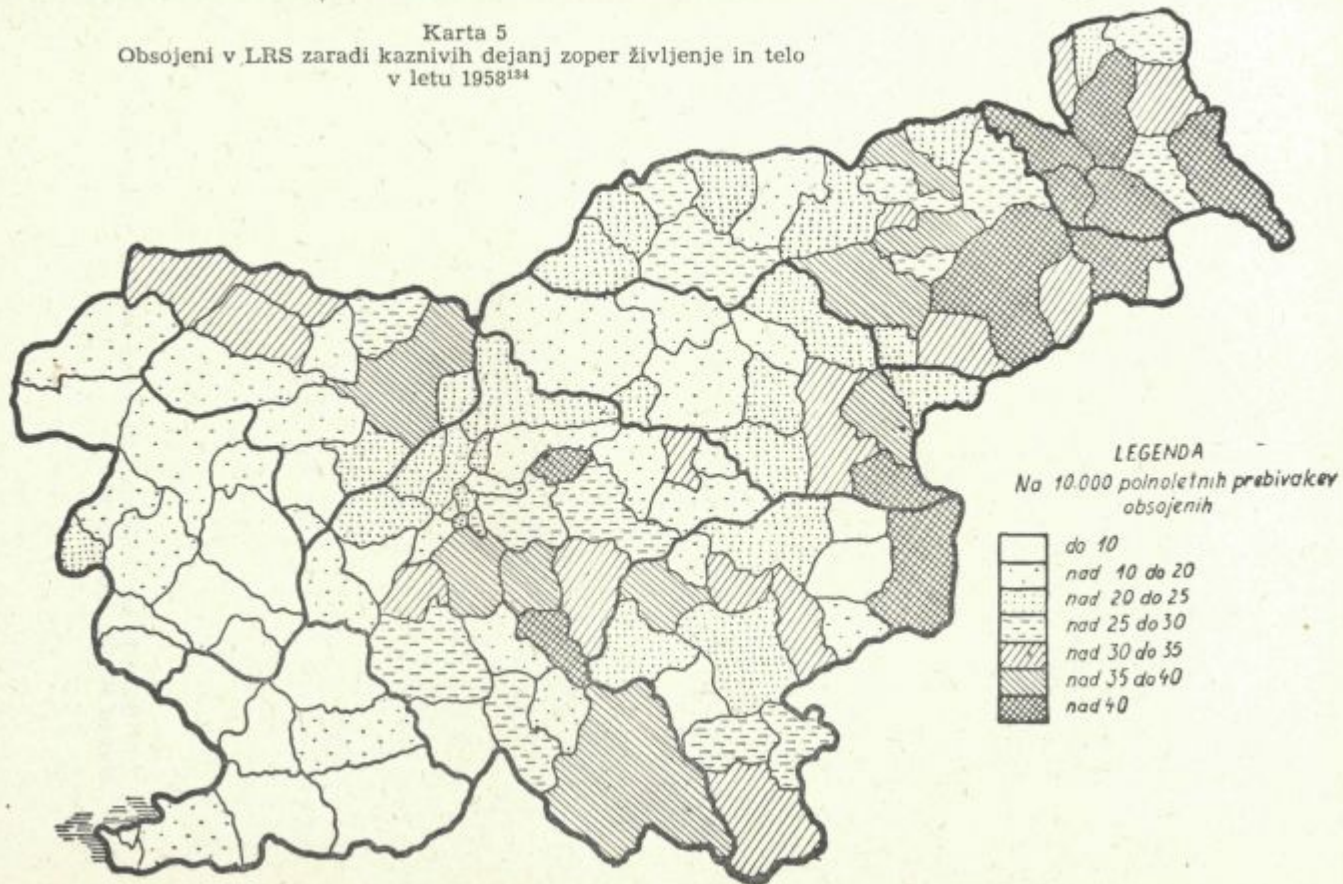 Karta 5
Obsojeni v LRS zaradi kaznivih dejanj zoper življenje in telo
v letu 1958¹³⁴
LEGENDA
Na 10.000 polnoletnih prebivalcev
obsojenih
do 10
nad 10 do 20
nad 20 do 25
nad 25 do 30
nad 30 do 35
nad 35 do 40
nad 40